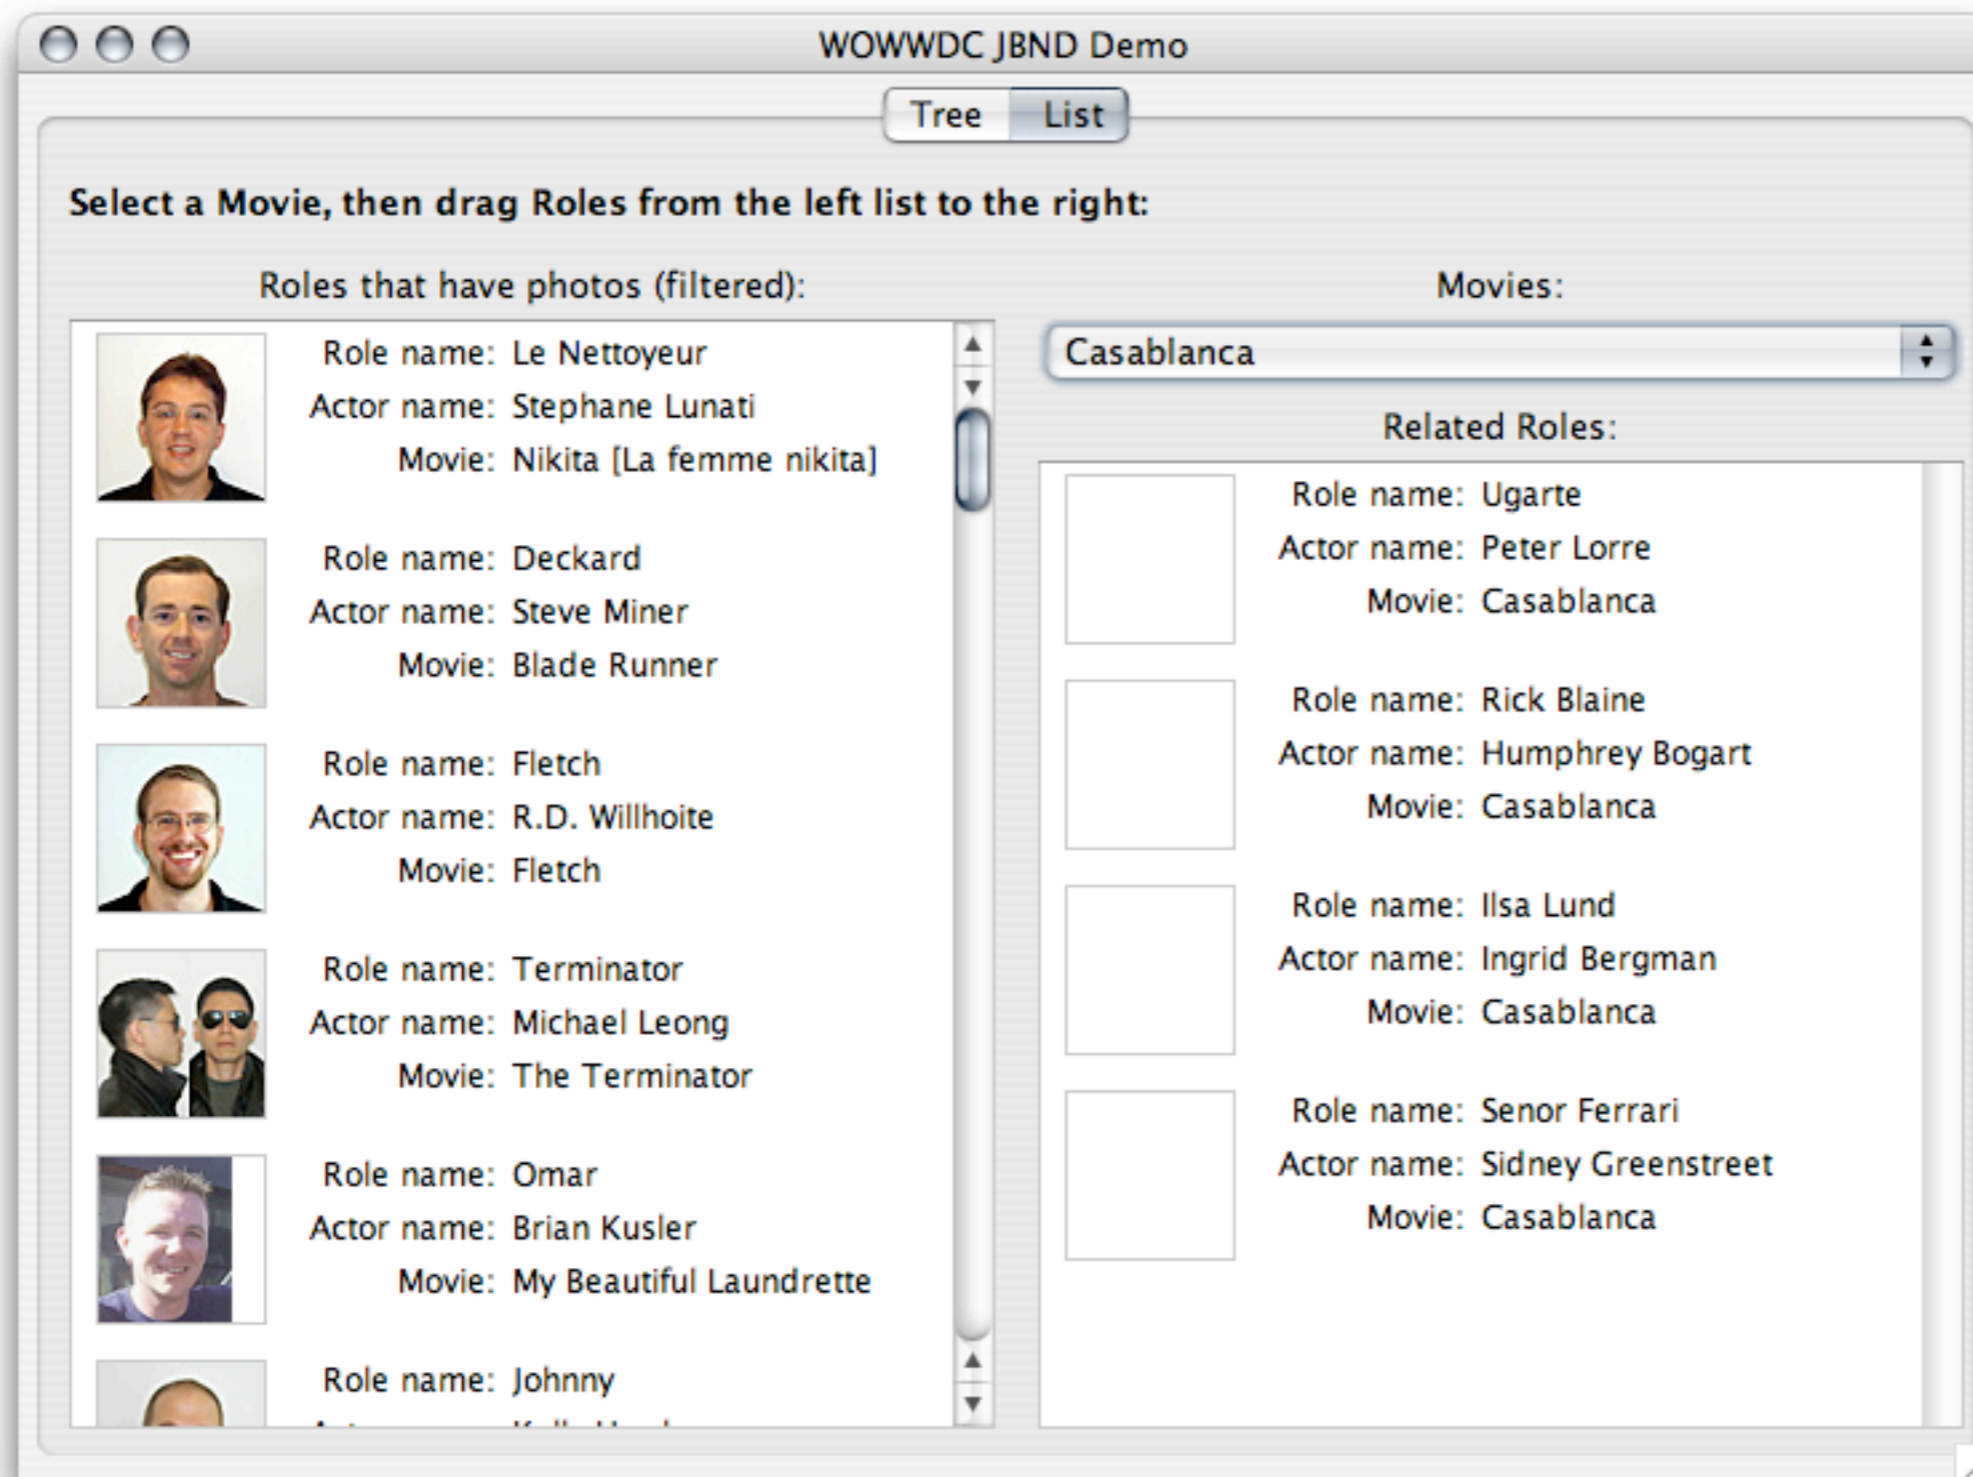 WOWWDC JBND Demo
Tree List
Select a Movie, then drag Roles from the left list to the right:
Roles that have photos (filtered):
Role name: Le Nettoyeur
Actor name: Stephane Lunati
Movie: Nikita [La femme nikita]
Role name: Deckard
Actor name: Steve Miner
Movie: Blade Runner
Role name: Fletch
Actor name: R.D. Willhoite
Movie: Fletch
Role name: Terminator
Actor name: Michael Leong
Movie: The Terminator
Role name: Omar
Actor name: Brian Kusler
Movie: My Beautiful Laundrette
Role name: Johnny
Movies:
Casablanca
Related Roles:
Role name: Ugarte
Actor name: Peter Lorre
Movie: Casablanca
Role name: Rick Blaine
Actor name: Humphrey Bogart
Movie: Casablanca
Role name: Ilsa Lund
Actor name: Ingrid Bergman
Movie: Casablanca
Role name: Senor Ferrari
Actor name: Sidney Greenstreet
Movie: Casablanca